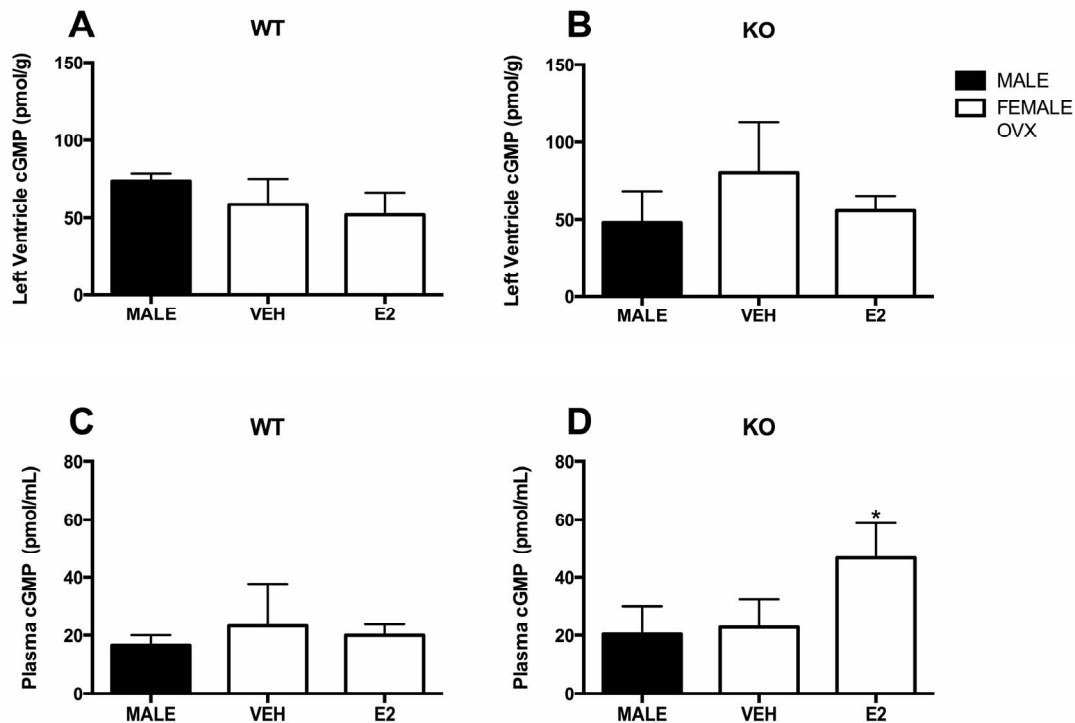 A
WT
Left Ventricle cGMP (pmol/g)
150
100
50
0
MALE VEH E2
B
KO
Left Ventricle cGMP (pmol/g)
150
100
50
0
MALE VEH E2
MALE
FEMALE
OVX
C
WT
Plasma cGMP (pmol/mL)
80
60
40
20
0
MALE VEH E2
D
KO
Plasma cGMP (pmol/mL)
80
60
40
20
0
*
MALE VEH E2